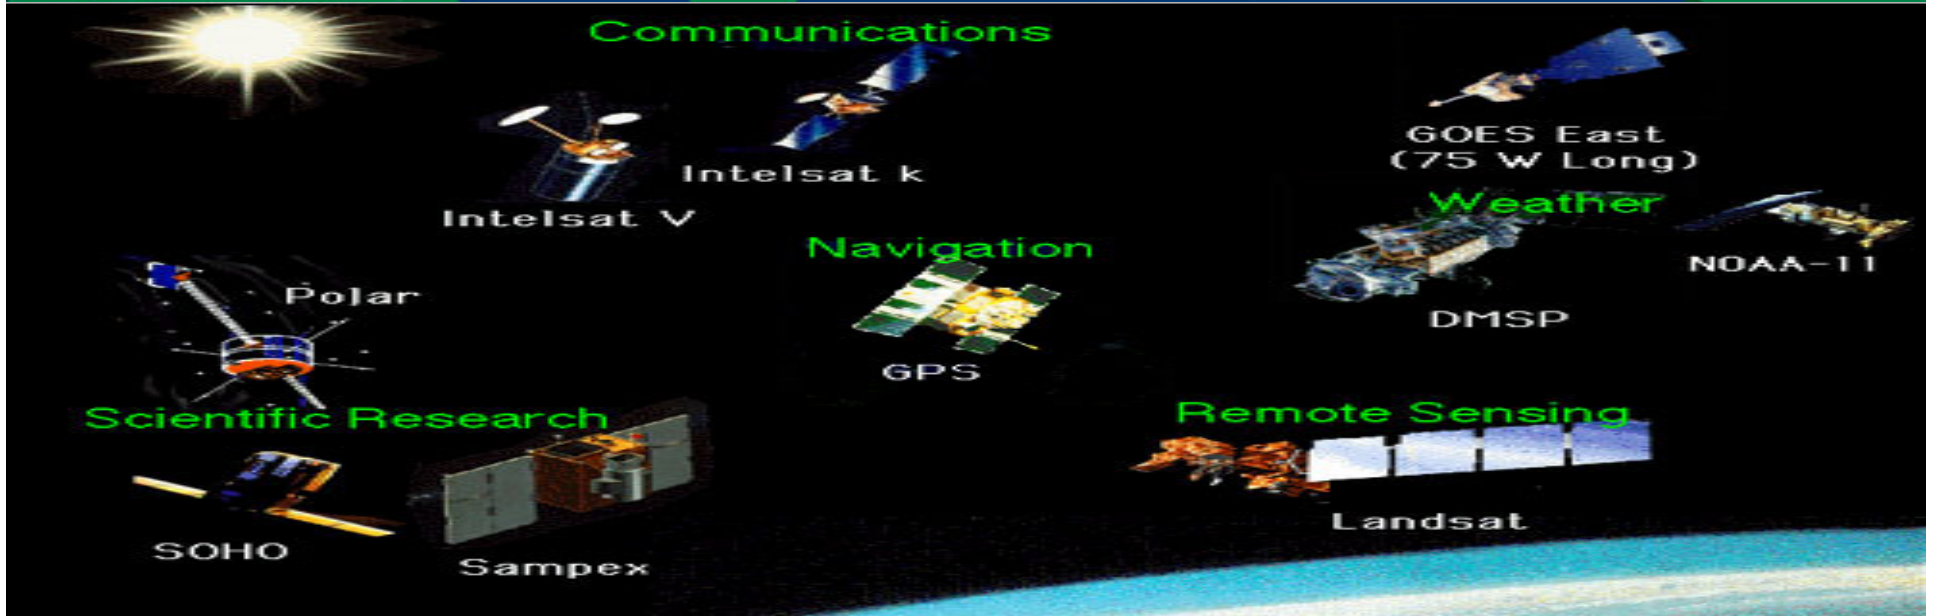 Communications
Intelsat k
Intelsat V
GOES East
(75 W Long)
Weather
NOAA-11
DMSP
Navigation
GPS
Polar
Scientific Research
SOHO
Sampex
Remote Sensing
Landsat